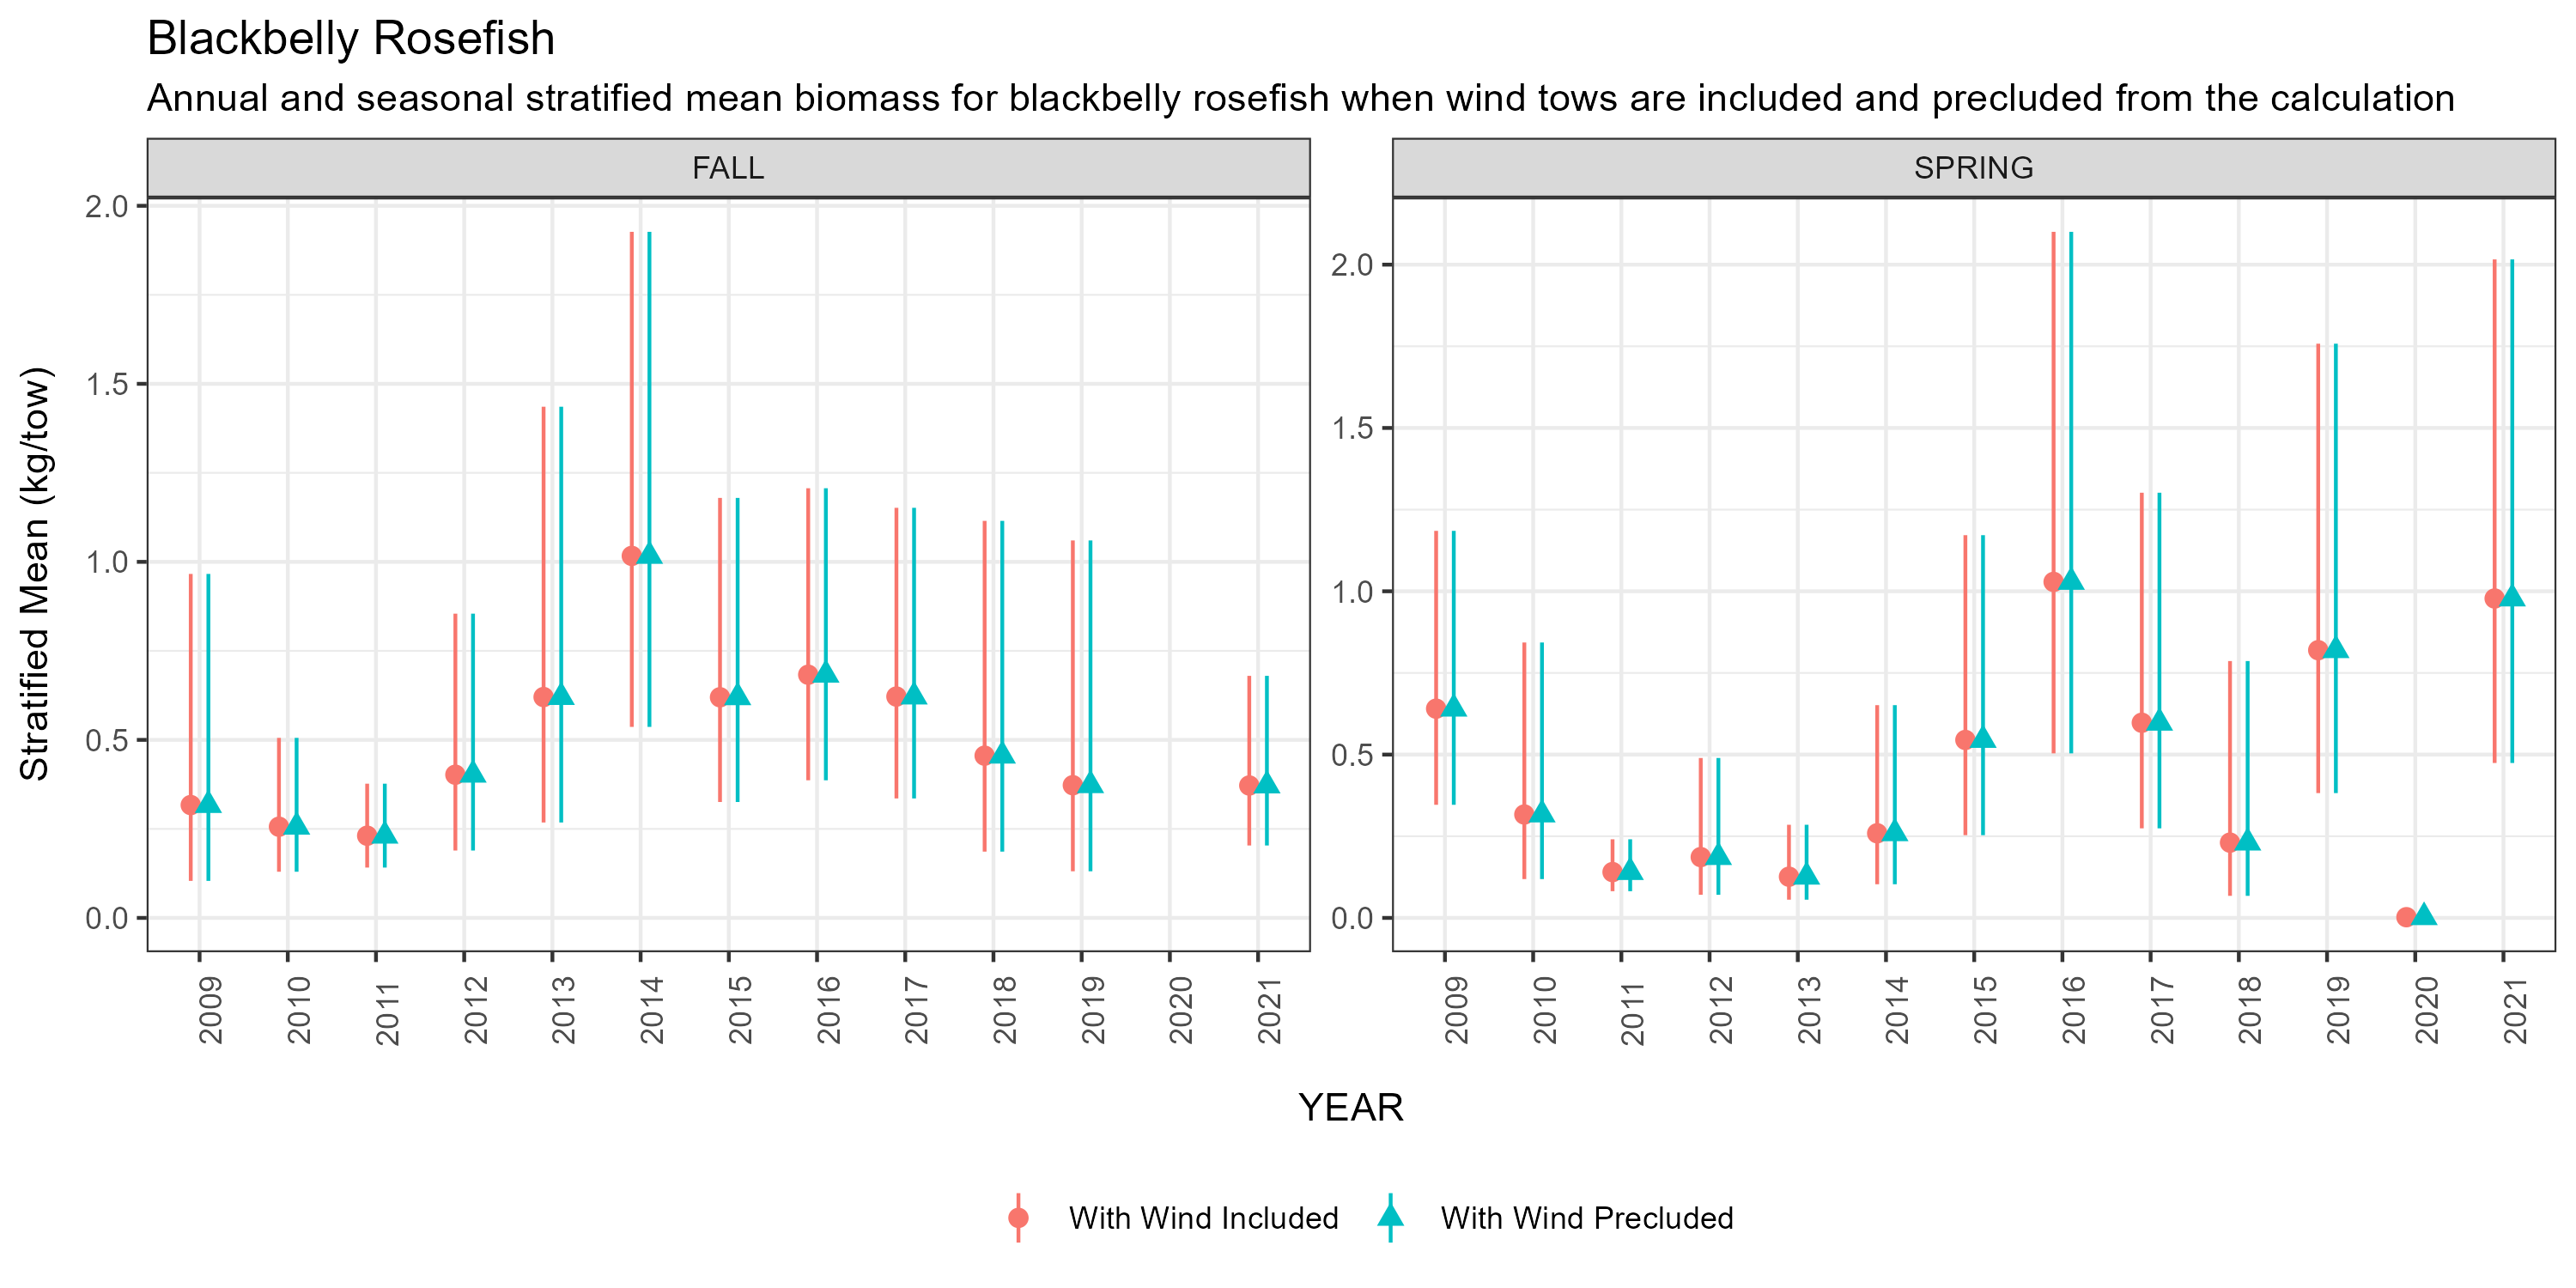 Blackbelly Rosefish
Annual and seasonal stratified mean biomass for blackbelly rosefish when wind tows are included and precluded from the calculation
FALL
SPRING
Stratified Mean (kg/tow)
2.0
1.5
1.0
0.5
0.0
2.0
1.5
1.0
0.5
0.0
2009 2010 2011 2012 2013 2014 2015 2016 2017 2018 2019 2020 2021
2009 2010 2011 2012 2013 2014 2015 2016 2017 2018 2019 2020 2021
YEAR
With Wind Included
With Wind Precluded